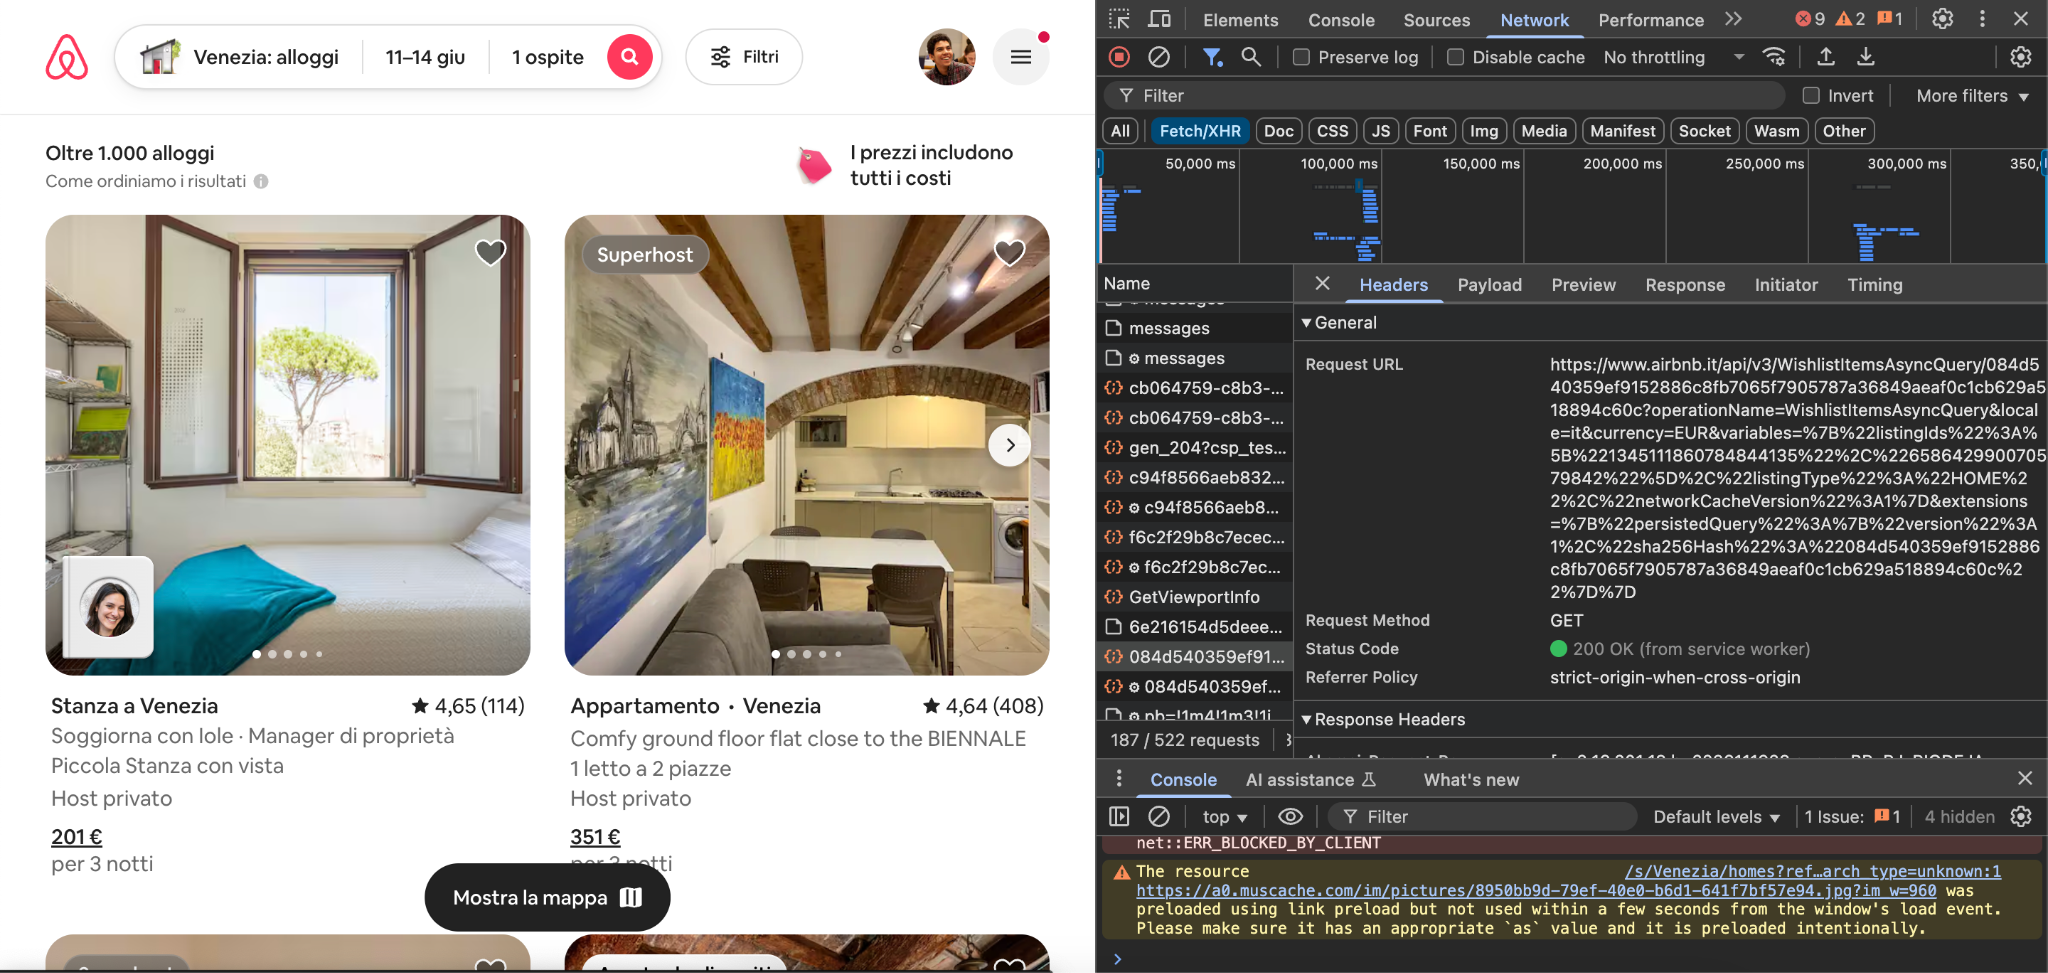 Venezia: alloggi
11–14 giu
1 ospite
Filtri
Oltre 1.000 alloggi
Come ordiniamo i risultati
I prezzi includono
tutti i costi
Superhost
Stanza a Venezia
4,65 (114)
Soggiorna con Iole · Manager di proprietà
Piccola Stanza con vista
Host privato
201 €
per 3 notti
Appartamento · Venezia
4,64 (408)
Comfy ground floor flat close to the BIENNALE
1 letto a 2 piazze
Host privato
351 €
per 3 notti
Mostra la mappa
Elements
Console
Sources
Network
Performance
9
2
1
Preserve log
Disable cache
No throttling
Filter
Invert
More filters
All
Fetch/XHR
Doc
CSS
JS
Font
Img
Media
Manifest
Socket
Wasm
Other
50,000 ms
100,000 ms
150,000 ms
200,000 ms
250,000 ms
300,000 ms
350,
Name
messages
messages
messages
cb064759-c8b3-...
cb064759-c8b3-...
gen_204?csp_tes...
c94f8566aeb832...
c94f8566aeb8...
f6c2f29b8c7ecec...
f6c2f29b8c7ec...
GetViewportInfo
6e216154d5deee...
084d540359ef91...
084d540359ef...
pb=!1m4!1m3!1i
187 / 522 requests
Headers
Payload
Preview
Response
Initiator
Timing
General
Request URL
https://www.airbnb.it/api/v3/WishlistItemsAsyncQuery/084d5
40359ef9152886c8fb7065f7905787a36849aeaf0c1cb629a5
18894c60c?operationName=WishlistItemsAsyncQuery&local
e=it&currency=EUR&variables=%7B%22listingIds%22%3A%
5B%221345111860784844135%22%2C%226586429900705
79842%22%5D%2C%22listingType%22%3A%22HOME%2
2%2C%22networkCacheVersion%22%3A1%7D&extensions
=%7B%22persistedQuery%22%3A%7B%22version%22%3A
1%2C%22sha256Hash%22%3A%22084d540359ef9152886
c8fb7065f7905787a36849aeaf0c1cb629a518894c60c%2
2%7D%7D
Request Method
GET
Status Code
200 OK (from service worker)
Referrer Policy
strict-origin-when-cross-origin
Response Headers
Console
AI assistance
What's new
top
Filter
Default levels
1 Issue:
1
4 hidden
net::ERR_BLOCKED_BY_CLIENT
The resource
/s/Venezia/homes?ref…arch_type=unknown:1
https://a0.muscache.com/im/pictures/8950bb9d-79ef-40e0-b6d1-641f7bf57e94.jpg?im_w=960 was
preloaded using link preload but not used within a few seconds from the window's load event.
Please make sure it has an appropriate `as` value and it is preloaded intentionally.